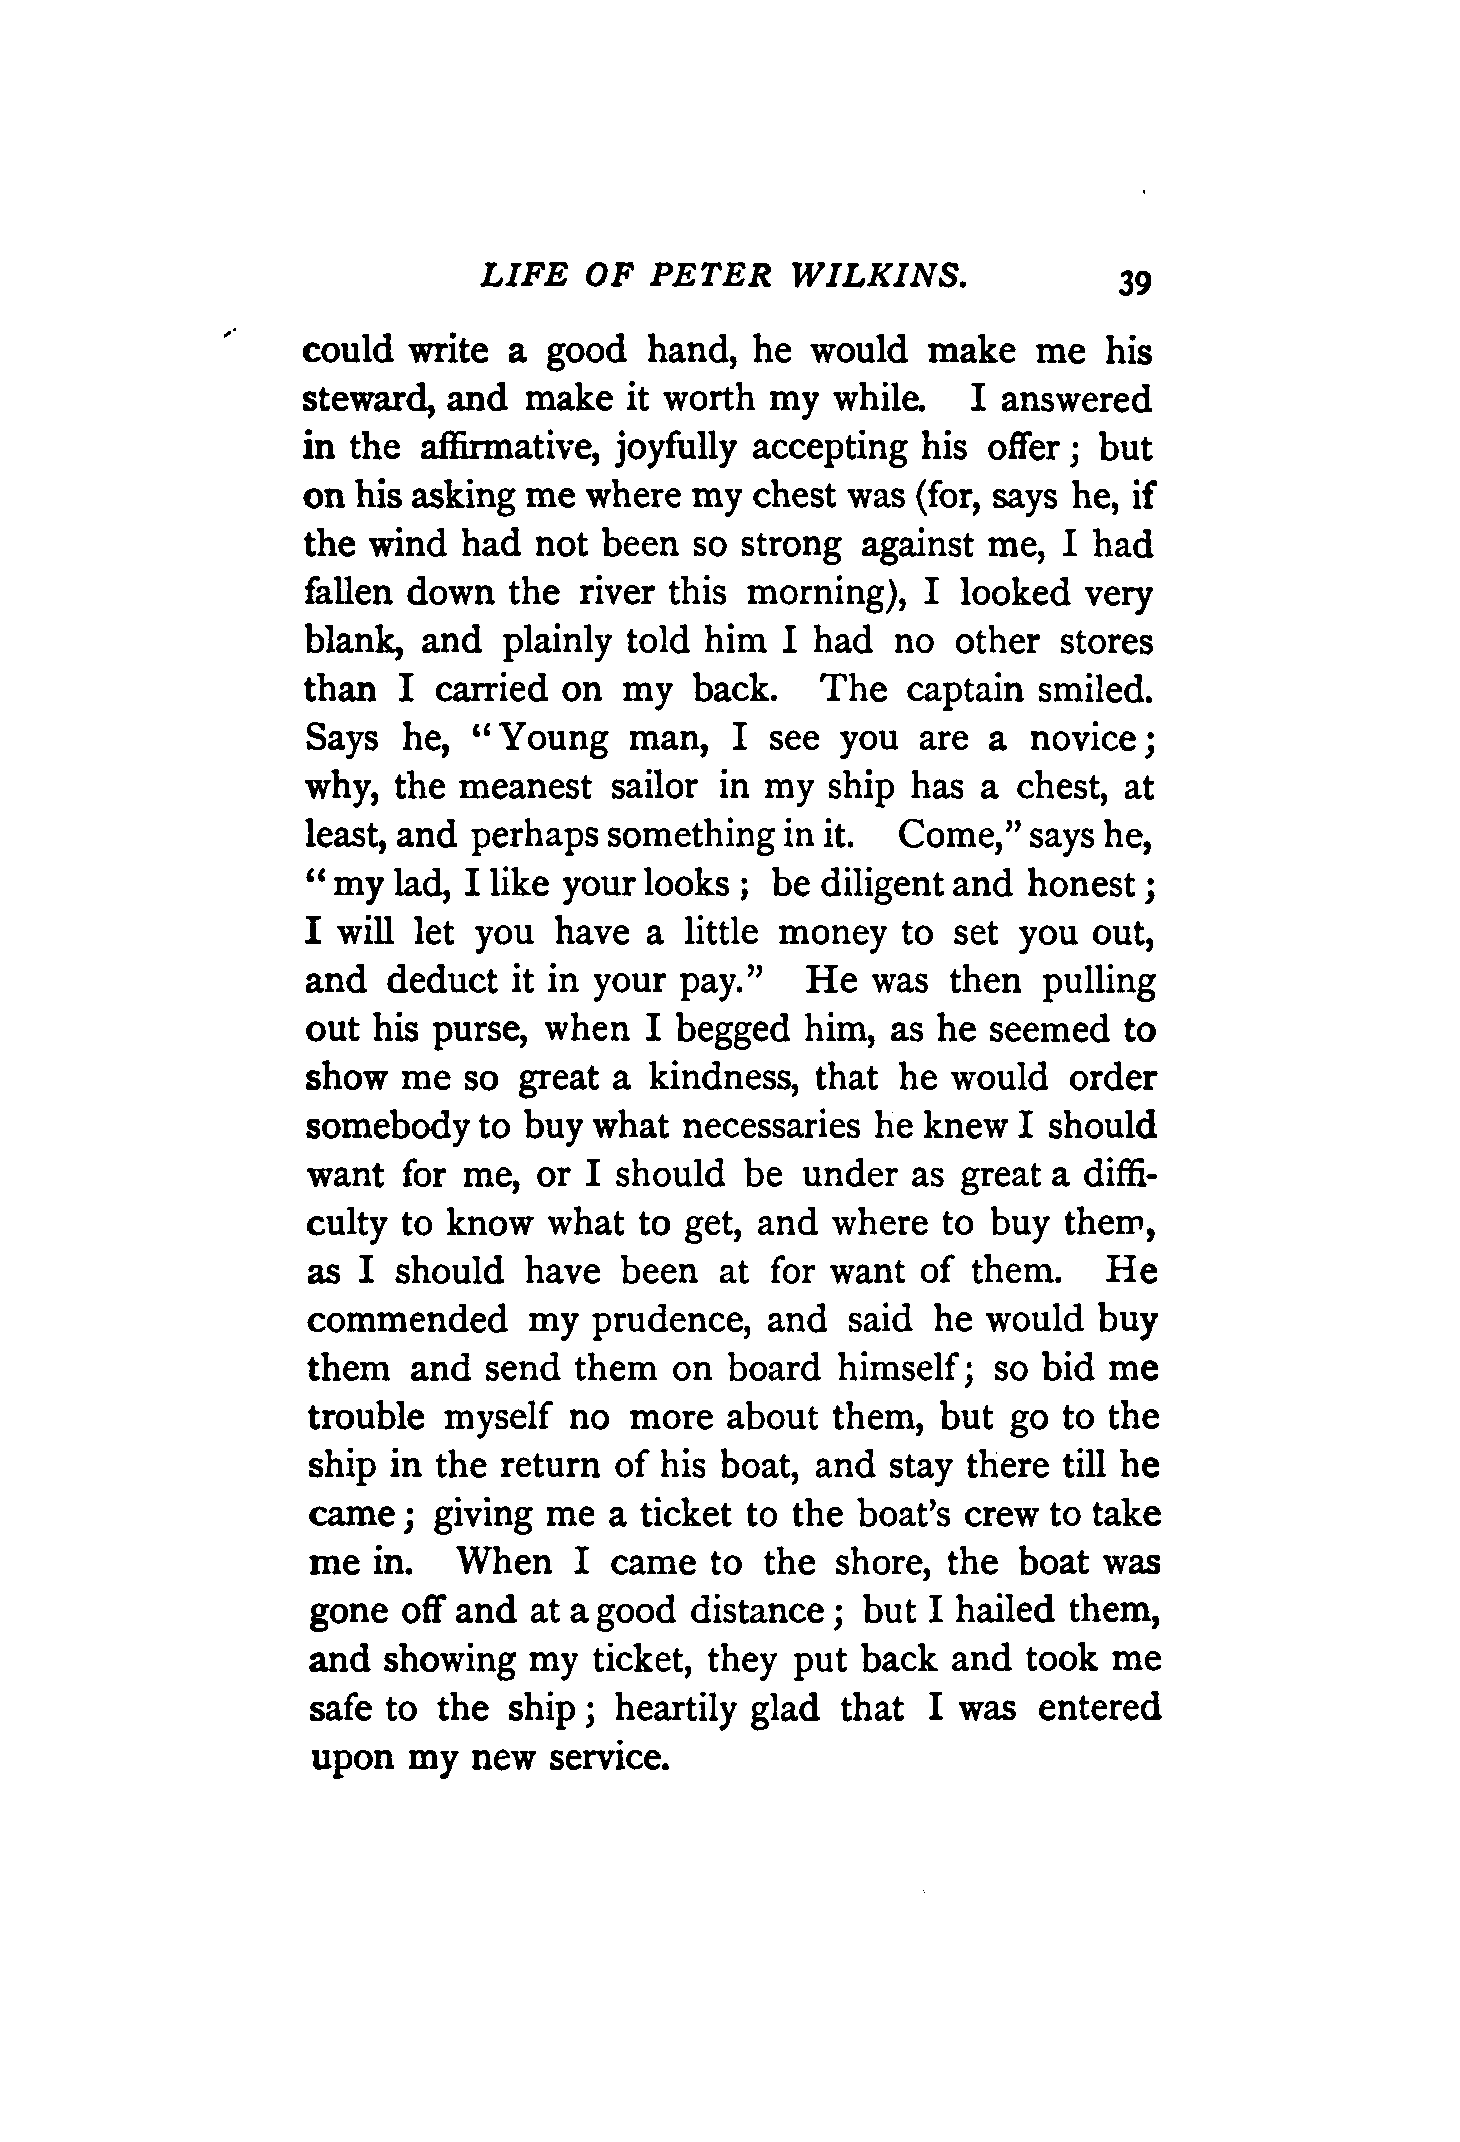 LIFE OF PETER WILKINS. 39
could write a good hand, he would make me his
steward, and make it worth my while. I answered
in the affirmative, joyfully accepting his offer; but
on his asking me where my chest was (for, says he, if
the wind had not been so strong against me, I had
fallen down the river this morning), I looked very
blank, and plainly told him I had no other stores
than I carried on my back. The captain smiled.
Says he, "Young man, I see you are a novice;
why, the meanest sailor in my ship has a chest, at
least, and perhaps something in it. Come," says he,
"my lad, I like your looks; be diligent and honest;
I will let you have a little money to set you out,
and deduct it in your pay." He was then pulling
out his purse, when I begged him, as he seemed to
show me so great a kindness, that he would order
somebody to buy what necessaries he knew I should
want for me, or I should be under as great a diffi-
culty to know what to get, and where to buy them,
as I should have been at for want of them. He
commended my prudence, and said he would buy
them and send them on board himself; so bid me
trouble myself no more about them, but go to the
ship in the return of his boat, and stay there till he
came; giving me a ticket to the boat's crew to take
me in. When I came to the shore, the boat was
gone off and at a good distance; but I hailed them,
and showing my ticket, they put back and took me
safe to the ship; heartily glad that I was entered
upon my new service.